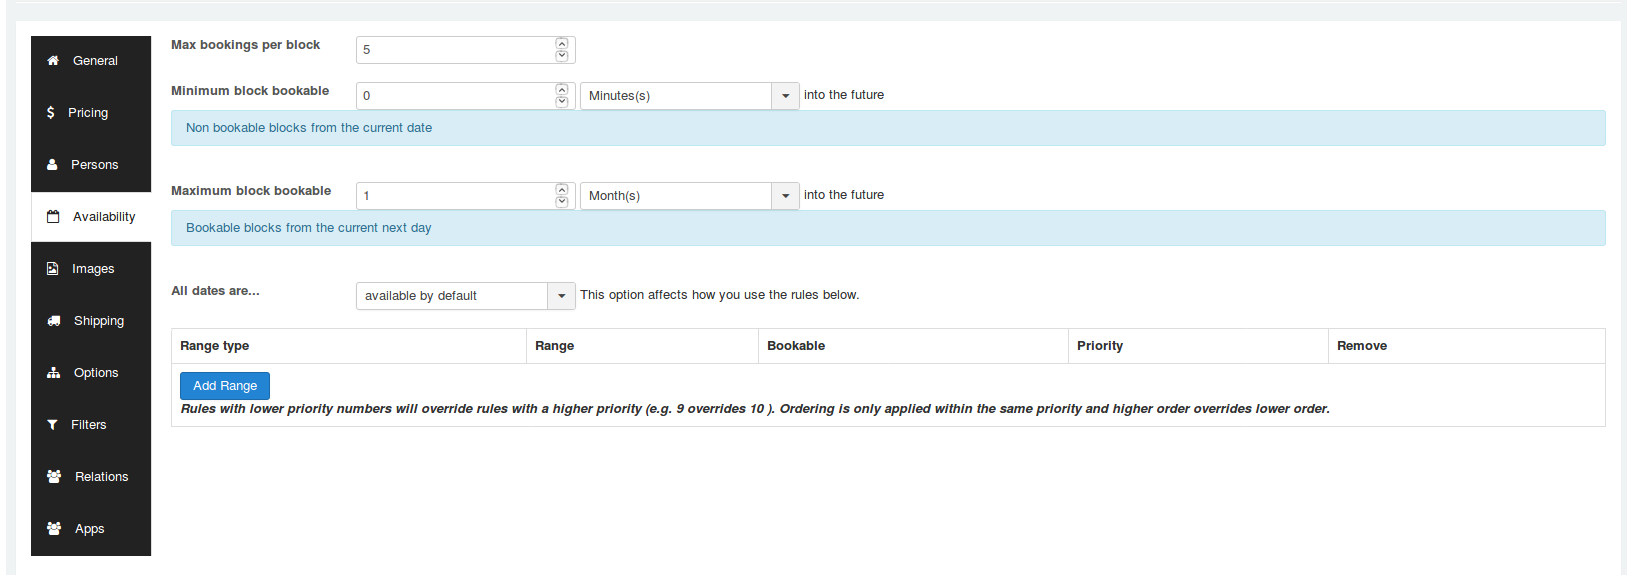 General
Pricing
Persons
Availability
Images
Shipping
Options
Filters
Relations
Apps
Max bookings per block 5
Minimum block bookable 0 Minutes(s) into the future
Non bookable blocks from the current date
Maximum block bookable 1 Month(s) into the future
Bookable blocks from the current next day
All dates are... available by default This option affects how you use the rules below.
Range type Range Bookable Priority Remove
Add Range
Rules with lower priority numbers will override rules with a higher priority (e.g. 9 overrides 10 ). Ordering is only applied within the same priority and higher order overrides lower order.